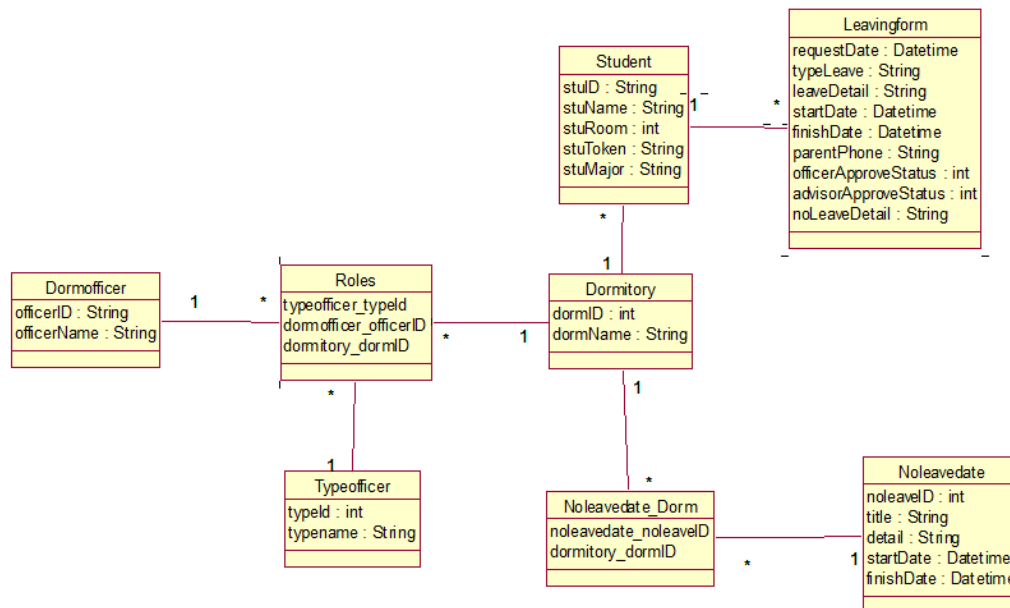 Leavingform
requestDate : Datetime
typeLeave : String
leaveDetail : String
startDate : Datetime
finishDate : Datetime
parentPhone : String
officerApproveStatus : int
advisorApproveStatus : int
noLeaveDetail : String
Student
stuID : String
stuName : String
stuRoom : int
stuToken : String
stuMajor : String
1
*
*
1
Dormofficer
officerID : String
officerName : String
1
*
Roles
typeofficer_typeId
dormofficer_officerID
dormitory_dormID
*
1
Dormitory
dormID : int
dormName : String
*
1
Typeofficer
typeId : int
typename : String
1
*
Noleavedate_Dorm
noleavedate_noleaveID
dormitory_dormID
*
1
Noleavedate
noleaveID : int
title : String
detail : String
startDate : Datetime
finishDate : Datetime